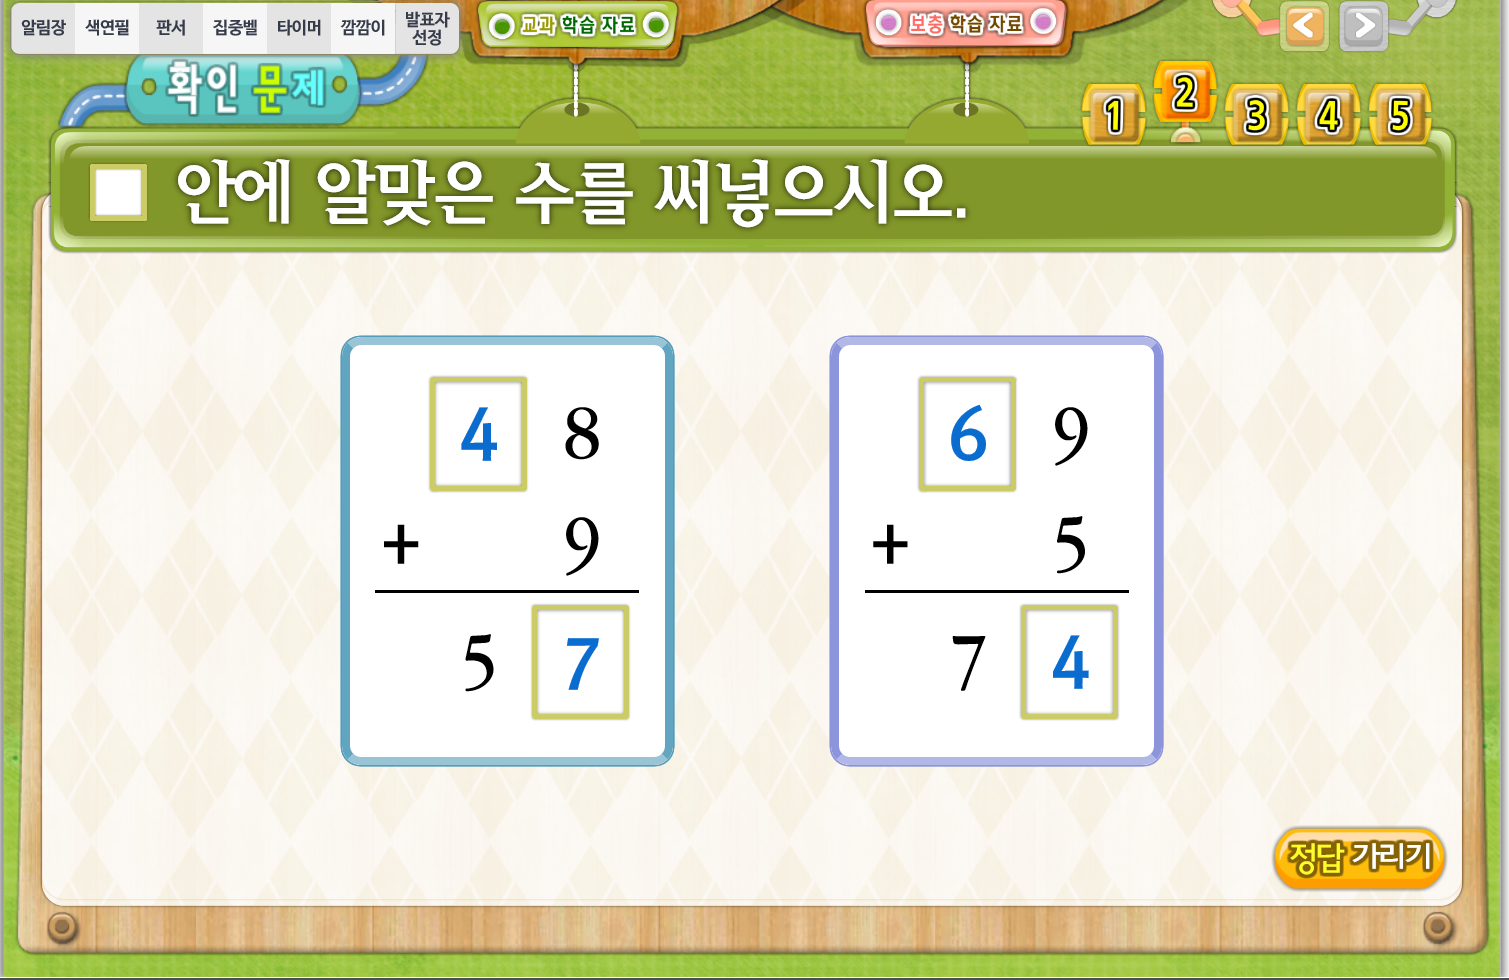 알림장 색연필 판서 집중벨 타이머 깜깜이 발표자
선정
교과 학습 자료
보충 학습 자료
확인 문제
1 2 3 4 5
안에 알맞은 수를 써넣으시오.
4 8
+ 9
5 7
6 9
+ 5
7 4
정답 가리기